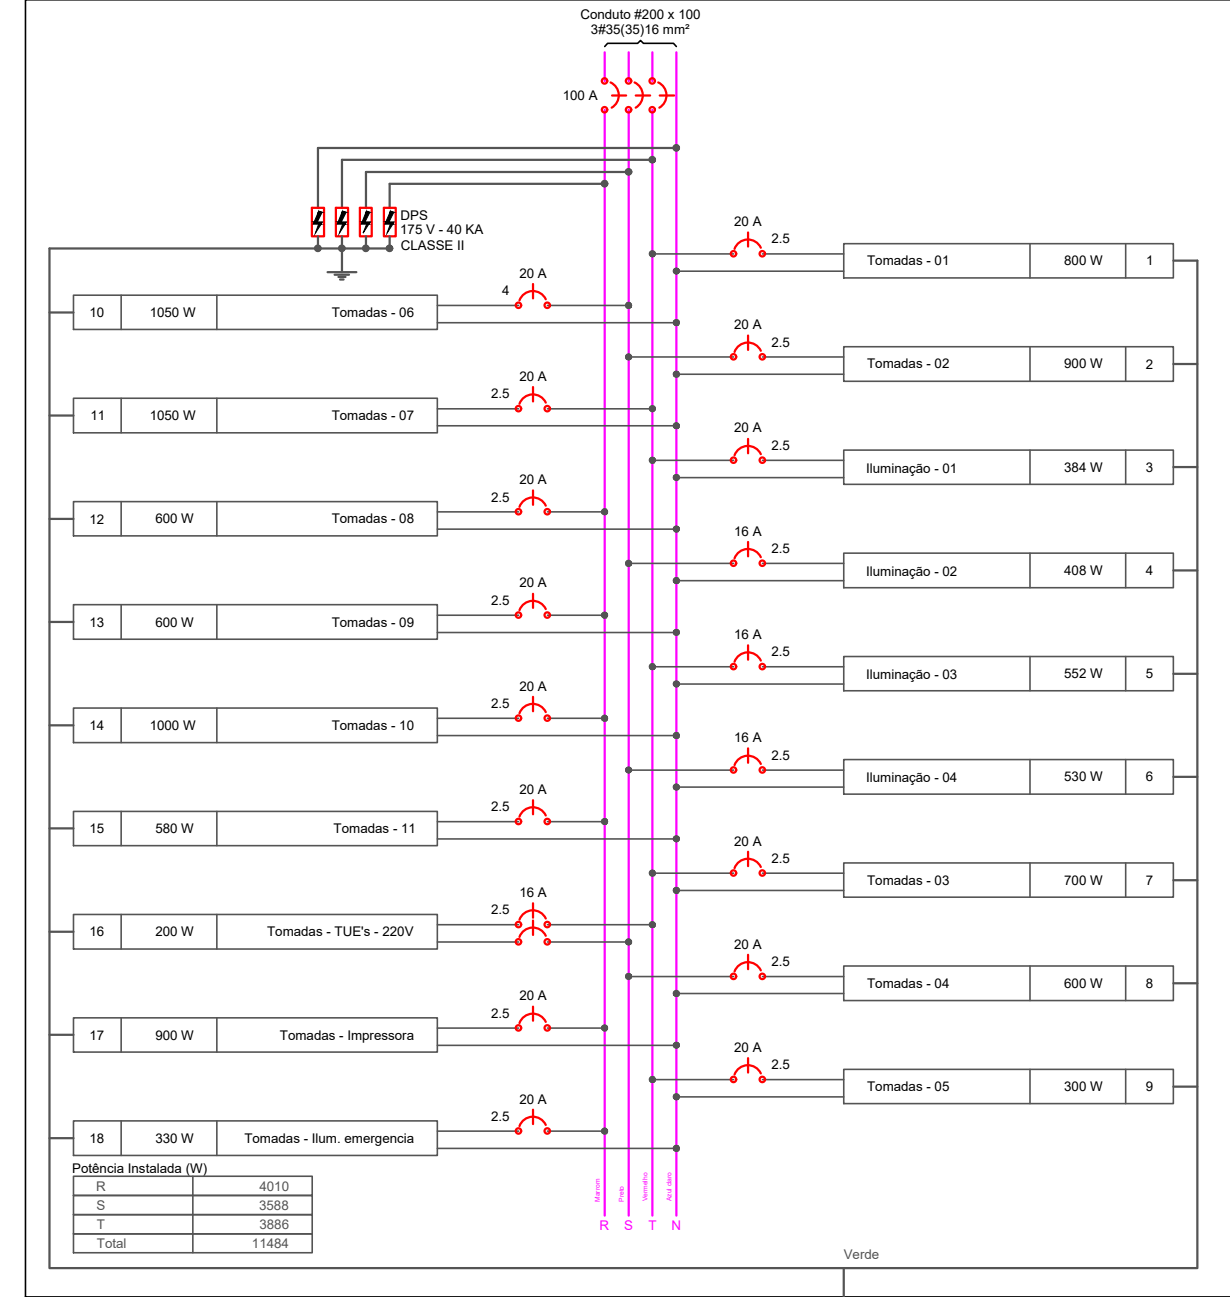 Conduto #200 x 100
3#35(35)16 mm²
100 A
DPS
175 V - 40 KA
CLASSE II
20 A
2.5
Tomadas - 01 800 W 1
20 A
4
10 1050 W Tomadas - 06
20 A
2.5
Tomadas - 02 900 W 2
20 A
2.5
11 1050 W Tomadas - 07
20 A
2.5
Iluminação - 01 384 W 3
20 A
2.5
12 600 W Tomadas - 08
16 A
2.5
Iluminação - 02 408 W 4
20 A
2.5
13 600 W Tomadas - 09
16 A
2.5
Iluminação - 03 552 W 5
20 A
2.5
14 1000 W Tomadas - 10
16 A
2.5
Iluminação - 04 530 W 6
20 A
2.5
15 580 W Tomadas - 11
20 A
2.5
Tomadas - 03 700 W 7
16 A
2.5
16 200 W Tomadas - TUE's - 220V
20 A
2.5
Tomadas - 04 600 W 8
20 A
2.5
17 900 W Tomadas - Impressora
20 A
2.5
Tomadas - 05 300 W 9
20 A
2.5
18 330 W Tomadas - Ilum. emergencia
Potência Instalada (W)
R 4010
S 3588
T 3886
Total 11484
Marrom
Preto
Vermelho
Azul claro
R S T N
Verde